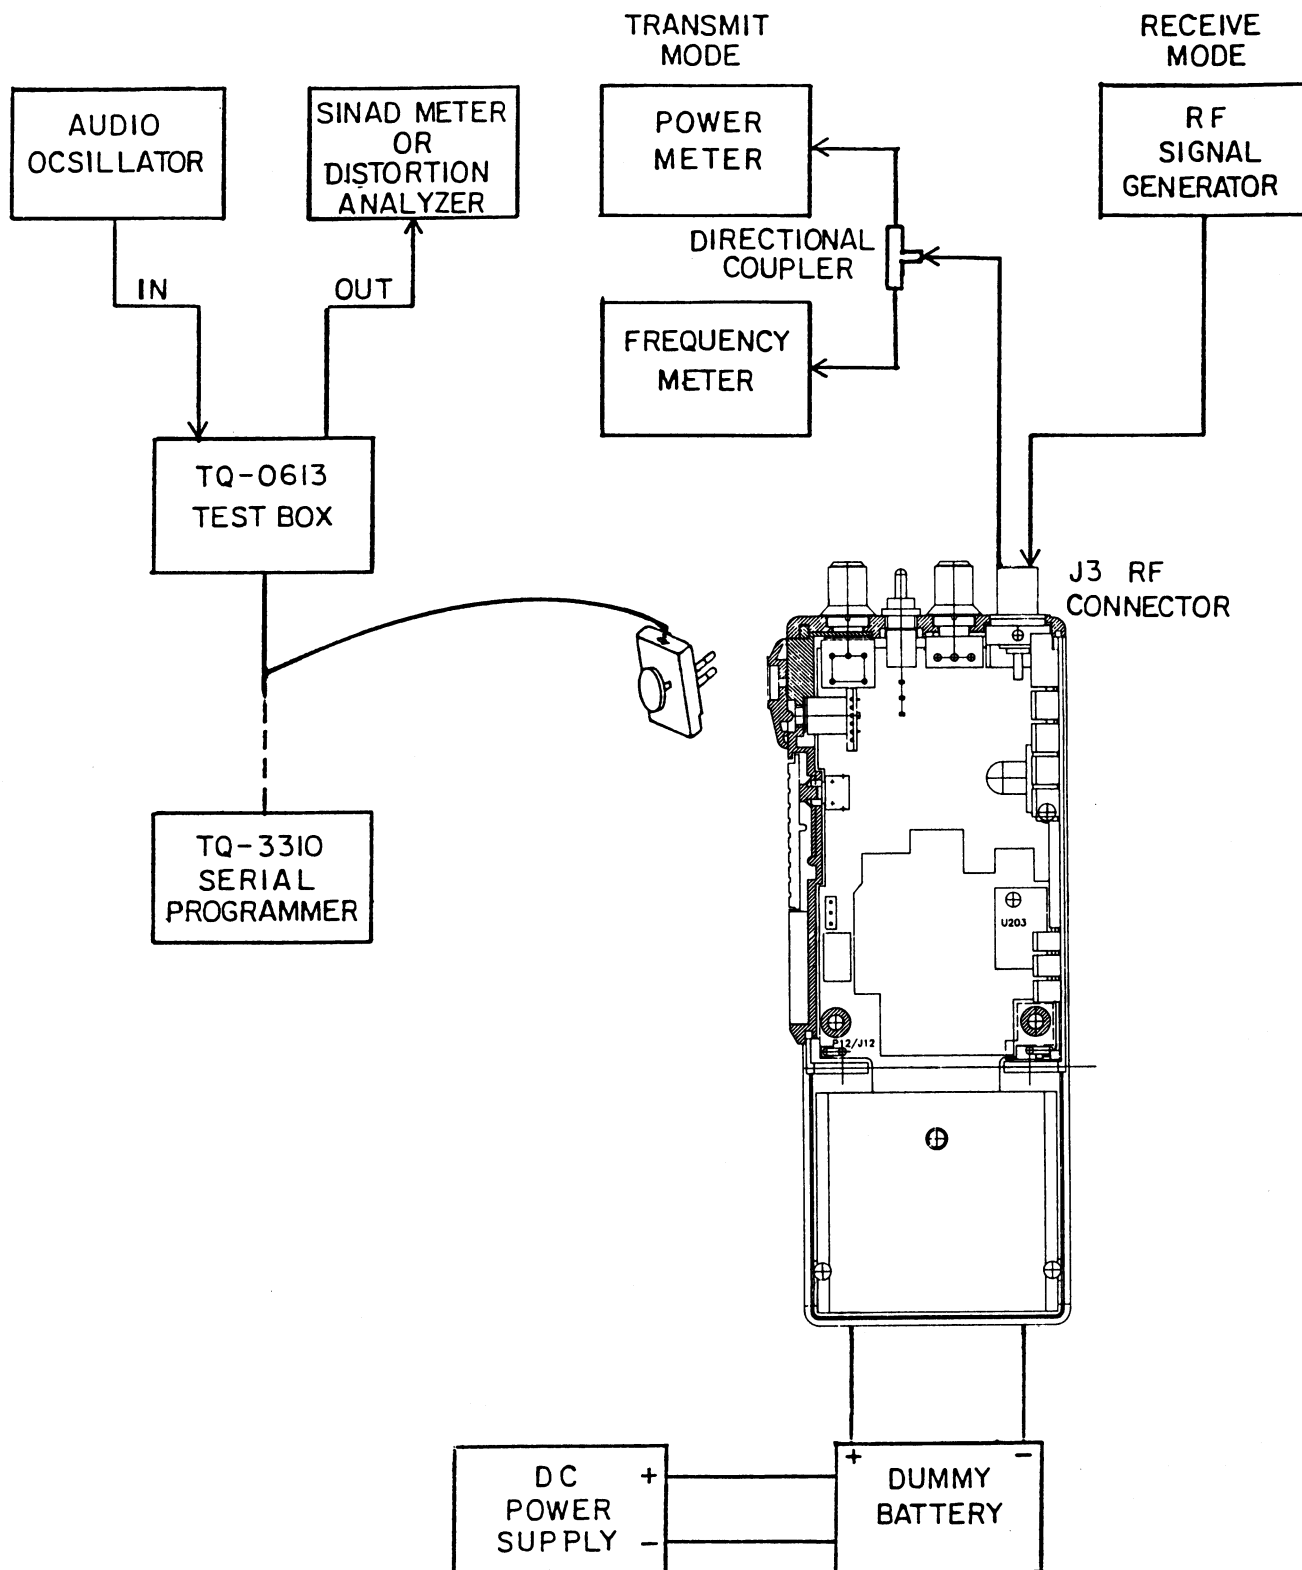 TRANSMIT
MODE
RECEIVE
MODE
AUDIO
OCSILLATOR
SINAD METER
OR
DISTORTION
ANALYZER
POWER
METER
RF
SIGNAL
GENERATOR
DIRECTIONAL
COUPLER
IN
OUT
FREQUENCY
METER
TQ-0613
TEST BOX
J3 RF
CONNECTOR
TQ-3310
SERIAL
PROGRAMMER
U203
P12/J12
DC
POWER
SUPPLY
+
−
+
−
DUMMY
BATTERY